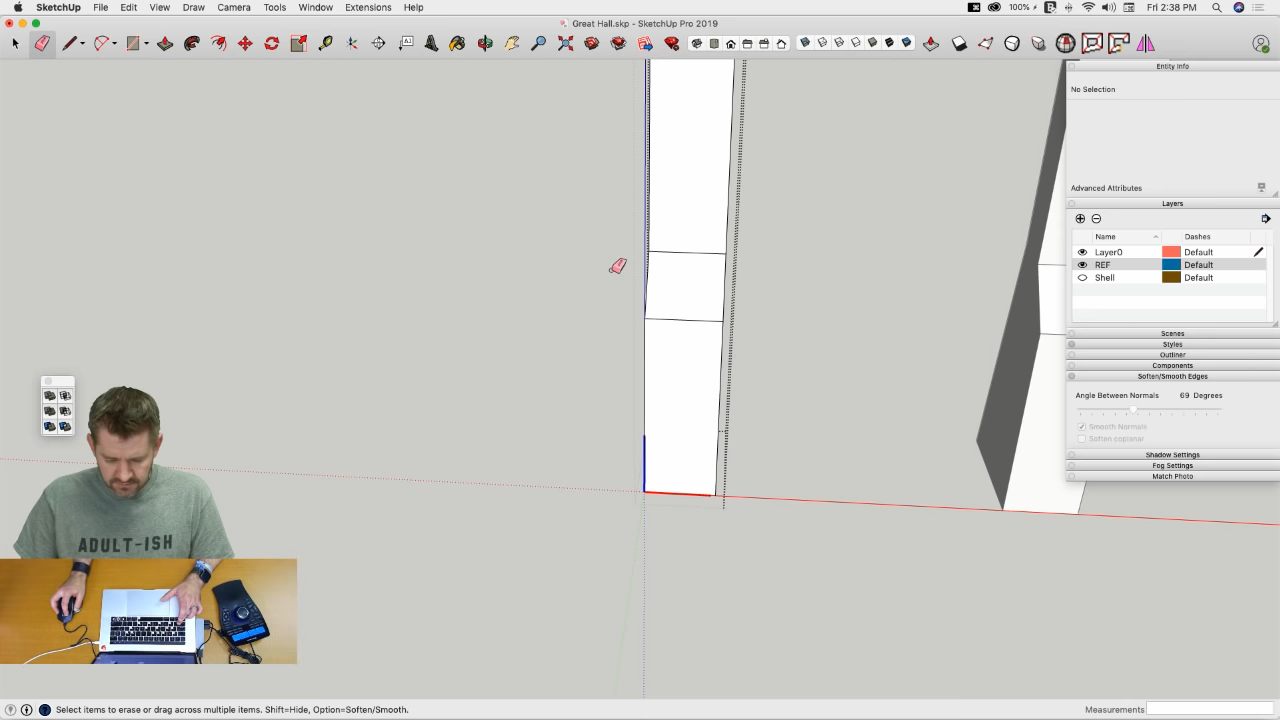 SketchUp File Edit View Draw Camera Tools Window Extensions Help
100% Fri 2:38 PM
Great Hall.skp - SketchUp Pro 2019
Entity Info
No Selection
Advanced Attributes
Layers
Name Dashes
Layer0 Default
REF Default
Shell Default
Scenes
Styles
Outliner
Components
Soften/Smooth Edges
Angle Between Normals 69 Degrees
Smooth Normals
Soften coplanar
Shadow Settings
Fog Settings
Match Photo
ADULT-ISH
Select items to erase or drag across multiple items. Shift=Hide, Option=Soften/Smooth.
Measurements